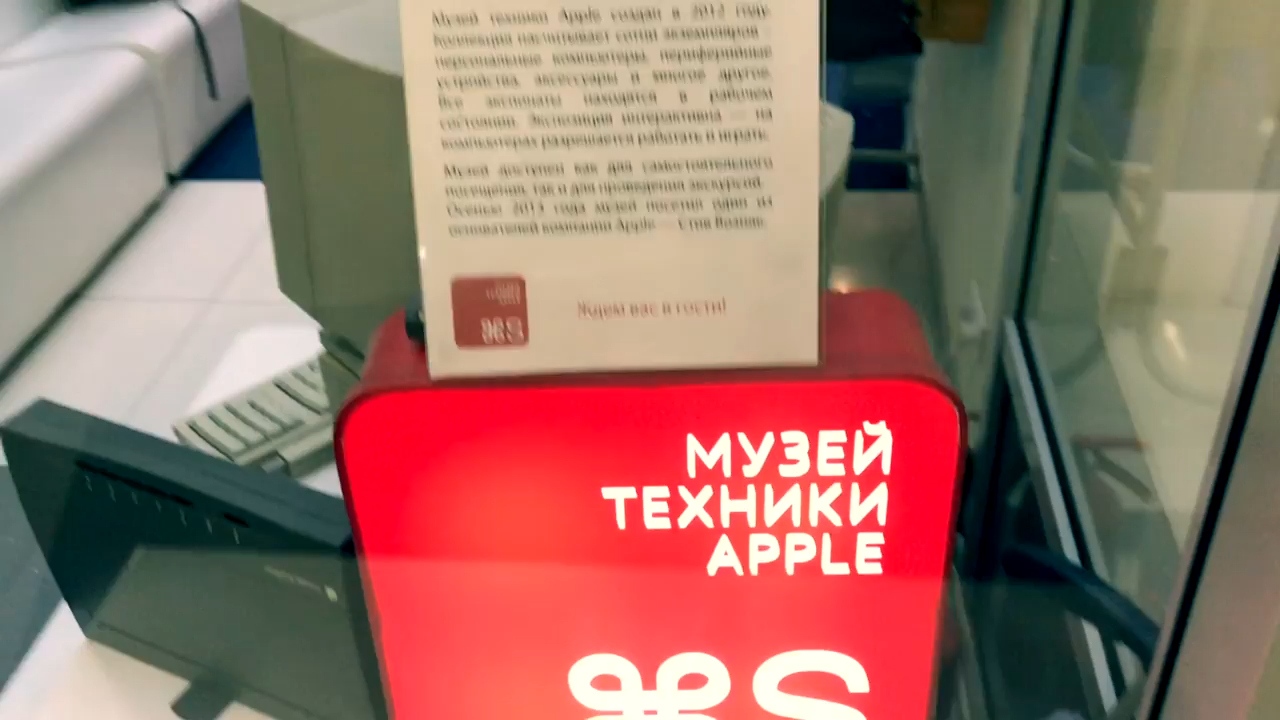 Музей техники Apple создан в 2012 году.
Коллекция насчитывает сотни экземпляров —
персональные компьютеры, периферийные
устройства, аксессуары и многое другое.
Все экспонаты находятся в рабочем
состоянии. Экспозиция интерактивна — на
компьютерах разрешается работать и играть.
Музей доступен как для самостоятельного
посещения, так и для проведения экскурсий.
Осенью 2013 года музей посетил один из
основателей компании Apple — Стив Возняк.
Ждем вас в гости!
⌘S
МУЗЕЙ
ТЕХНИКИ
APPLE
⌘S